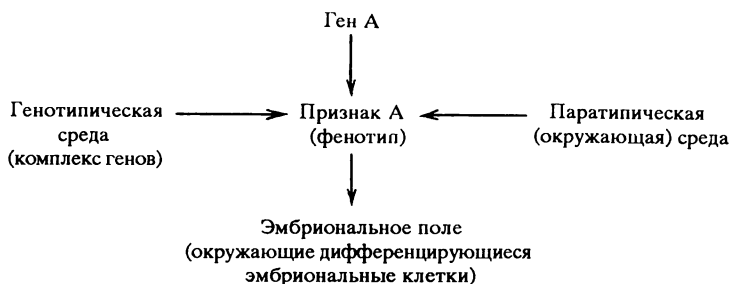 Ген А
Генотипическая
среда
(комплекс генов)
Признак А
(фенотип)
Паратипическая
(окружающая) среда
Эмбриональное поле
(окружающие дифференцирующиеся
эмбриональные клетки)